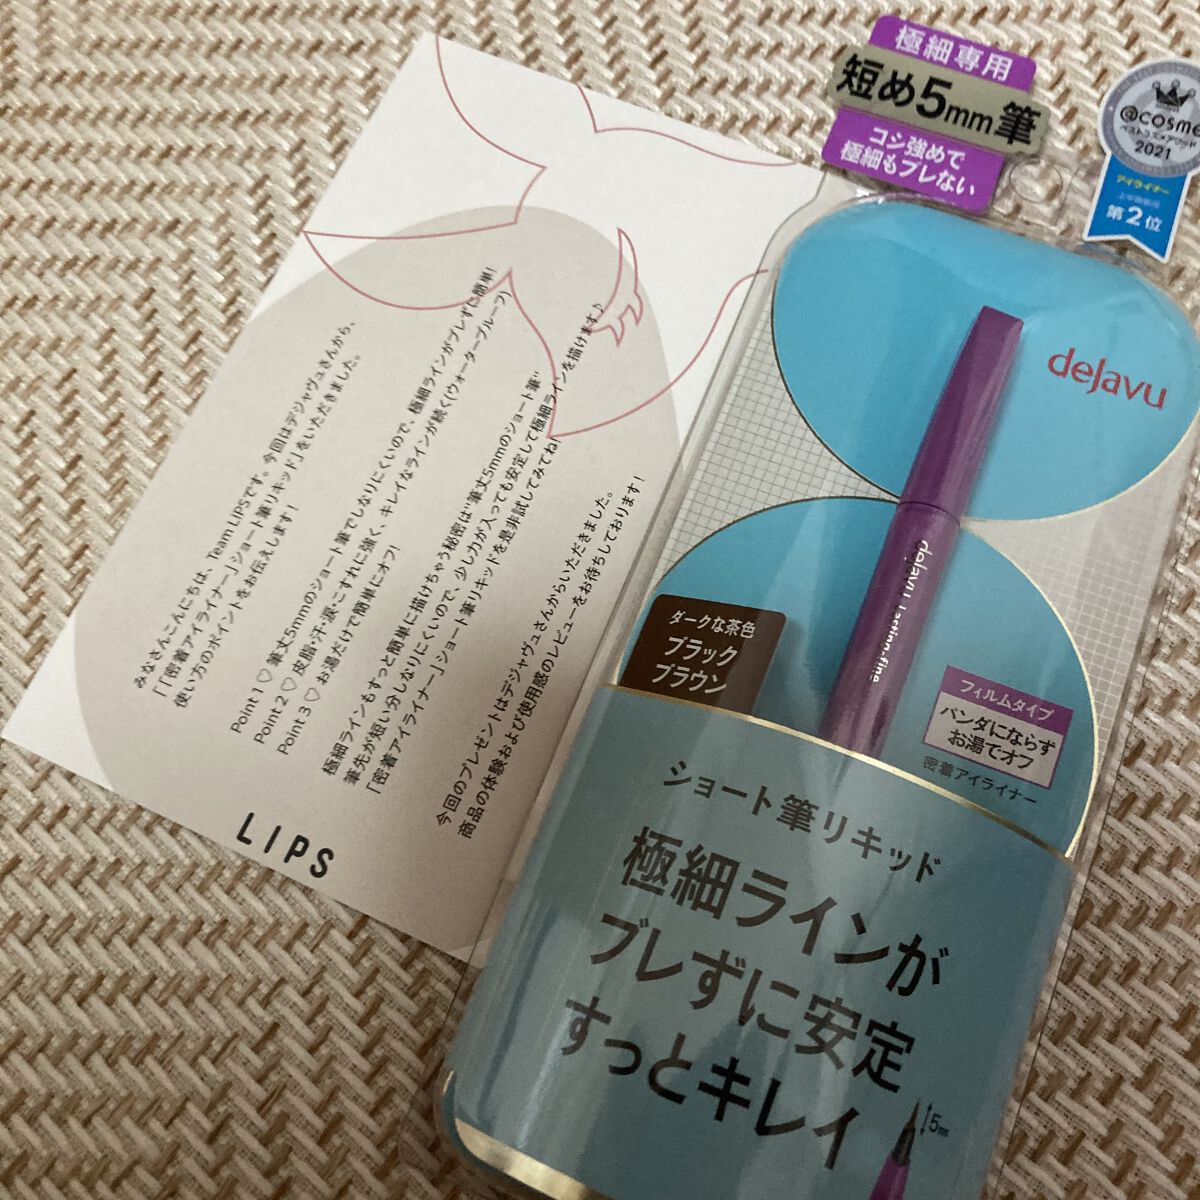 みなさんこんにちは、Team LIPSです。今回はデジャヴュさんから、
「「密着アイライナー」ショート筆リキッド」をいただきました。
使い方のポイントをお伝えします！
Point 1 ♡ 筆丈5mmのショート筆でしなりにくいので、極細ラインがブレずに簡単！
Point 2 ♡ 皮脂・汗・涙・こすれに強く、キレイなラインが続く(ウォータープルーフ)
Point 3 ♡ お湯だけで簡単にオフ！
極細ラインもすっと簡単に描けちゃう秘密は"筆丈5mmのショート筆"
筆先が短い分しなりにくいので、少し力が入っても安定して極細ラインを描けます♪
「密着アイライナー」ショート筆リキッドを是非試してみてね！
今回のプレゼントはデジャヴュさんからいただきました。
商品の体験および使用感のレビューをお待ちしております！
LIPS
極細専用
短め5mm筆
コシ強めで
極細もブレない
@cosme
ベストコスメアワード
2021
アイライナー
第2位
dejavu
dejavu Lasting-fine
ダークな茶色
ブラック
ブラウン
フィルムタイプ
パンダにならず
お湯でオフ
密着アイライナー
ショート筆リキッド
極細ラインが
ブレずに安定
すっとキレイ
5mm